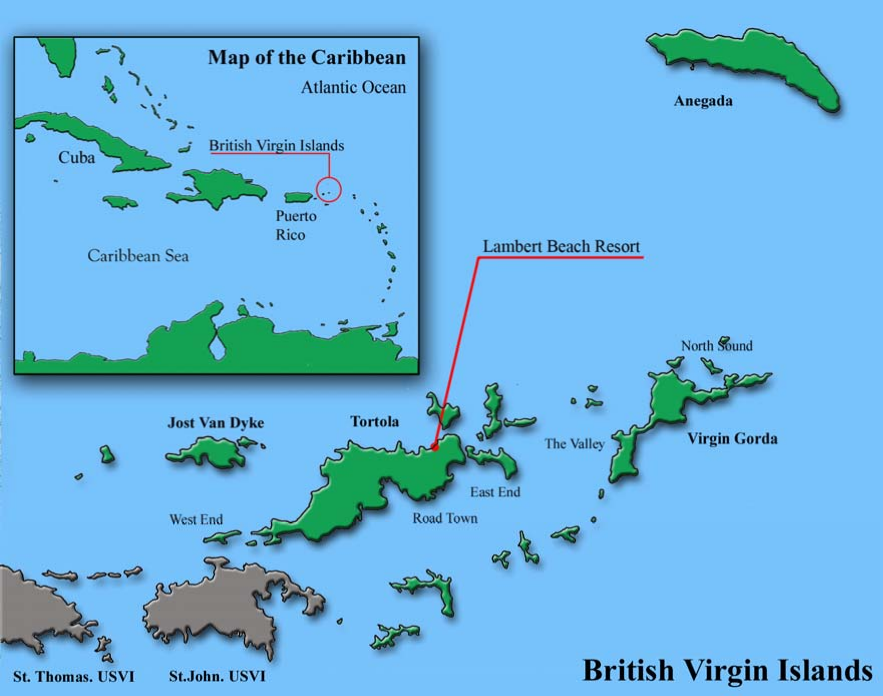 Map of the Caribbean
Atlantic Ocean
British Virgin Islands
Cuba
Puerto
Rico
Caribbean Sea
Anegada
Lambert Beach Resort
North Sound
Jost Van Dyke
Tortola
The Valley
Virgin Gorda
East End
West End
Road Town
St. Thomas. USVI
St.John. USVI
British Virgin Islands